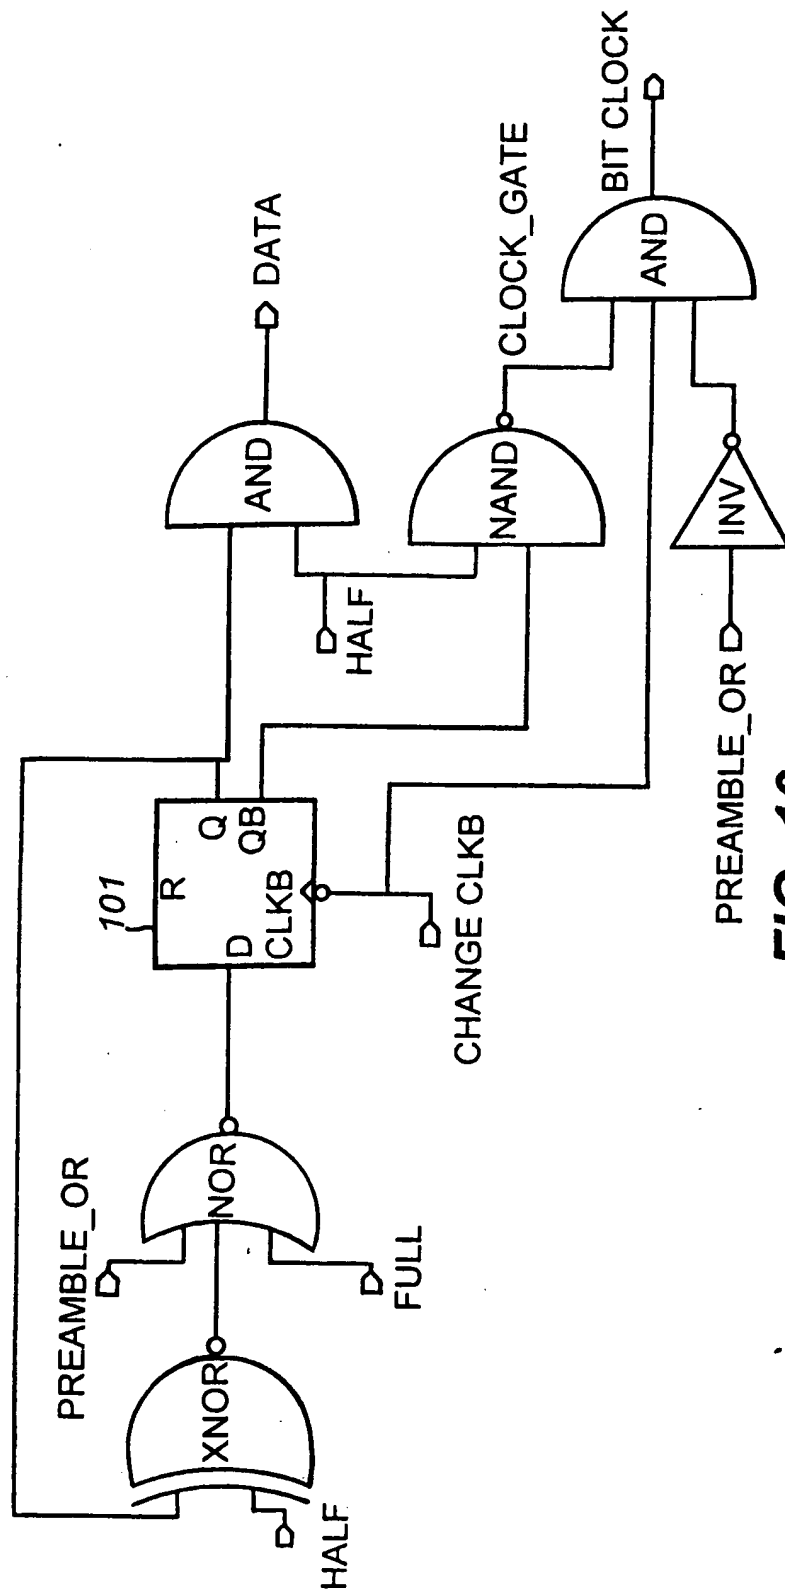 HALF
XNOR
PREAMBLE_OR
NOR
FULL
101
R
D
Q
QB
CLKB
CHANGE CLKB
HALF
AND
DATA
NAND
CLOCK_GATE
PREAMBLE_OR
INV
AND
BIT CLOCK
FIG.